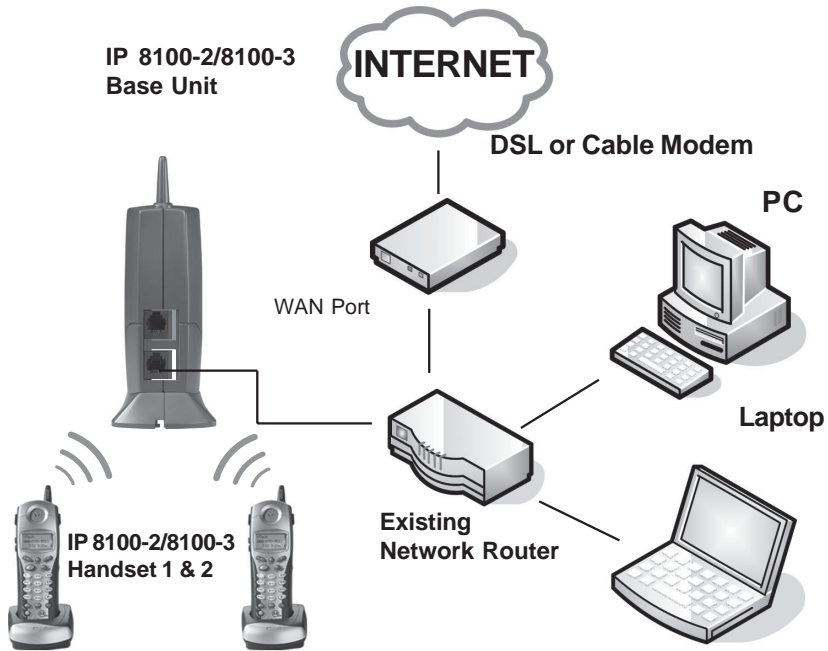 IP 8100-2/8100-3
Base Unit
INTERNET
DSL or Cable Modem
PC
WAN Port
Laptop
Existing
Network Router
IP 8100-2/8100-3
Handset 1 & 2